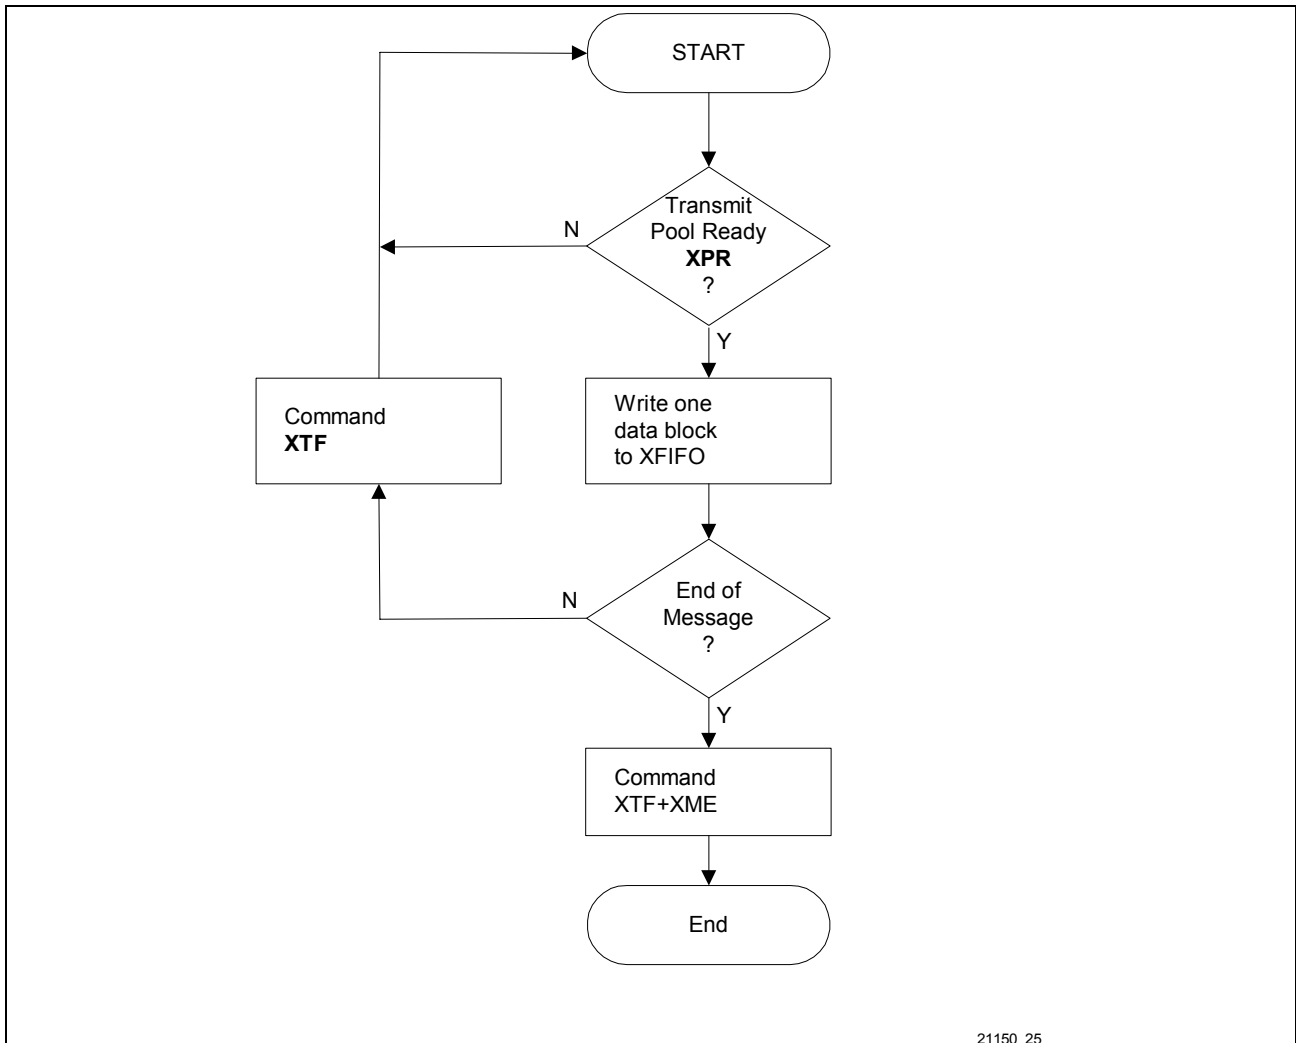 START
Transmit
Pool Ready
XPR
?
N
Y
Command
XTF
Write one
data block
to XFIFO
End of
Message
?
N
Y
Command
XTF+XME
End
21150_25